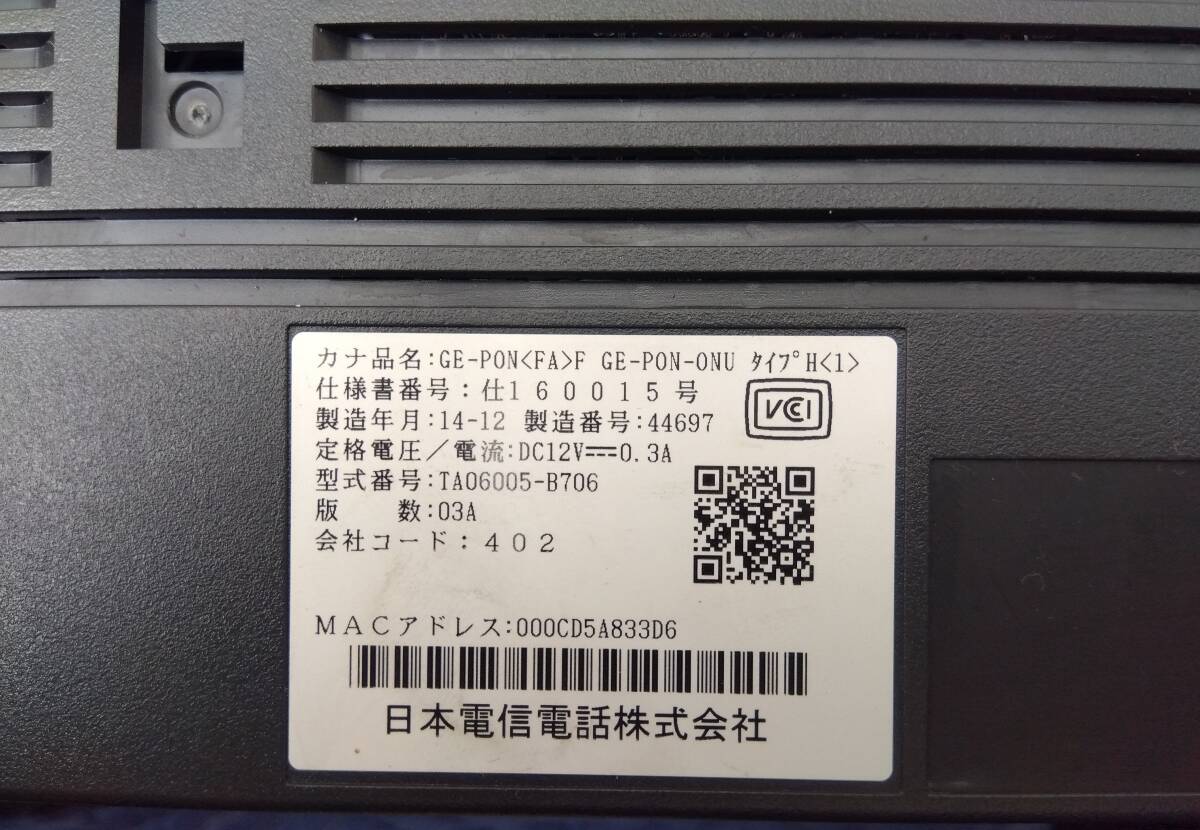 カナ品名:GE-PON<FA>F GE-PON-ONU ﾀｲﾌﾟH<1>
仕様書番号：仕１６００１５号
製造年月:14-12 製造番号:44697
VCCI
定格電圧／電流:DC12V⎓0.3A
型式番号:TA06005-B706
版　　数:03A
会社コード：４０２
ＭＡＣアドレス:000CD5A833D6
日本電信電話株式会社